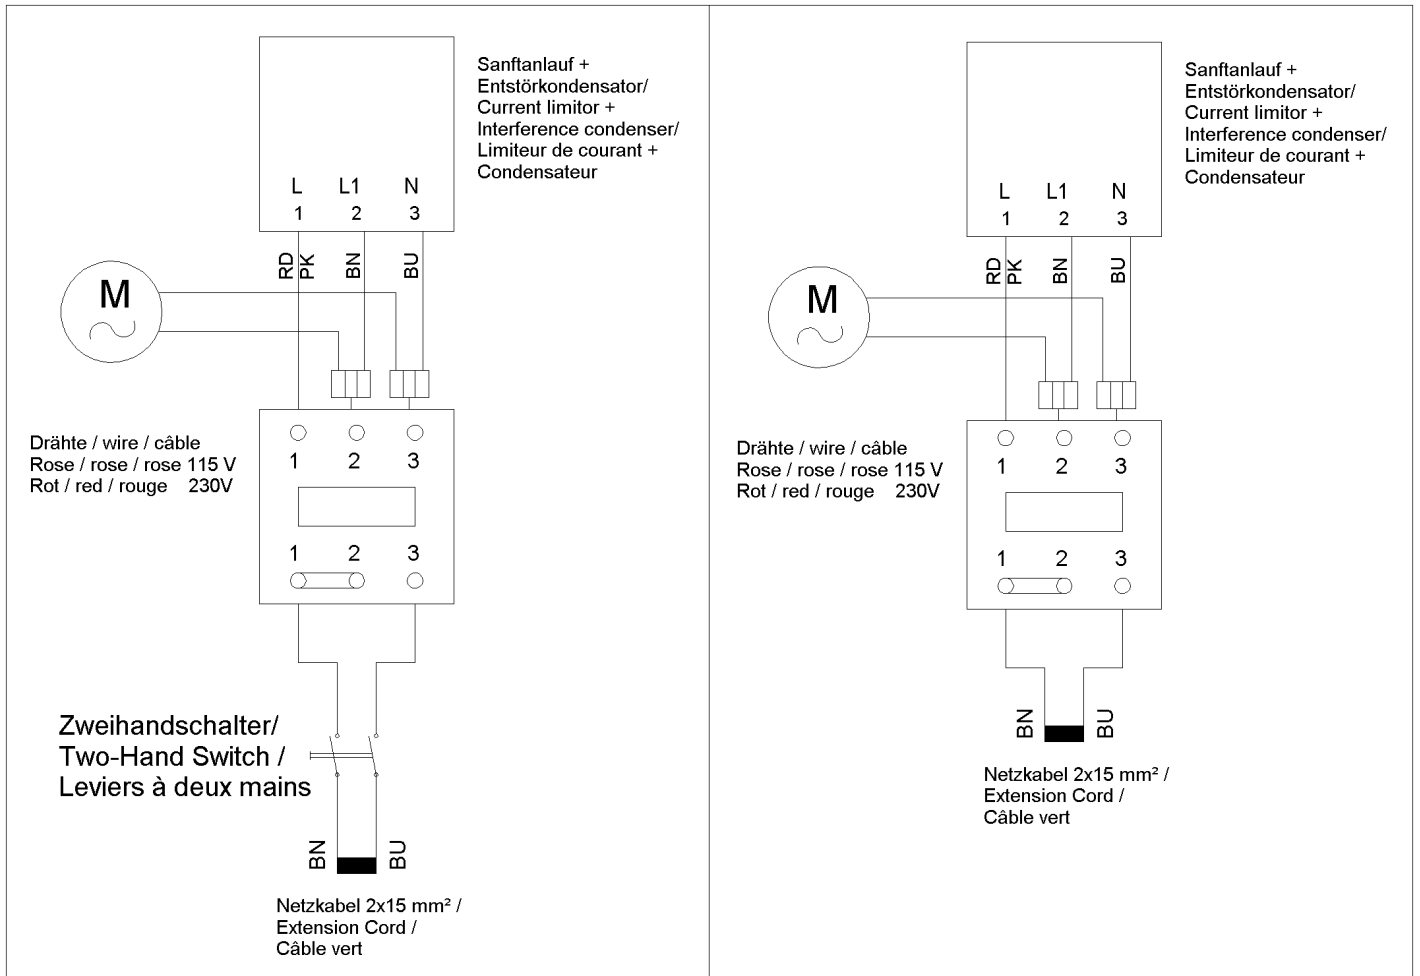 Sanftanlauf +
Entstörkondensator/
Current limitor +
Interference condenser/
Limiteur de courant +
Condensateur
L L1 N
1 2 3
RD PK BN BU
M
Drähte / wire / câble
Rose / rose / rose 115 V
Rot / red / rouge 230V
1 2 3
1 2 3
Zweihandschalter/
Two-Hand Switch /
Leviers à deux mains
BN BU
Netzkabel 2x15 mm² /
Extension Cord /
Câble vert
Sanftanlauf +
Entstörkondensator/
Current limitor +
Interference condenser/
Limiteur de courant +
Condensateur
L L1 N
1 2 3
RD PK BN BU
M
Drähte / wire / câble
Rose / rose / rose 115 V
Rot / red / rouge 230V
1 2 3
1 2 3
BN BU
Netzkabel 2x15 mm² /
Extension Cord /
Câble vert